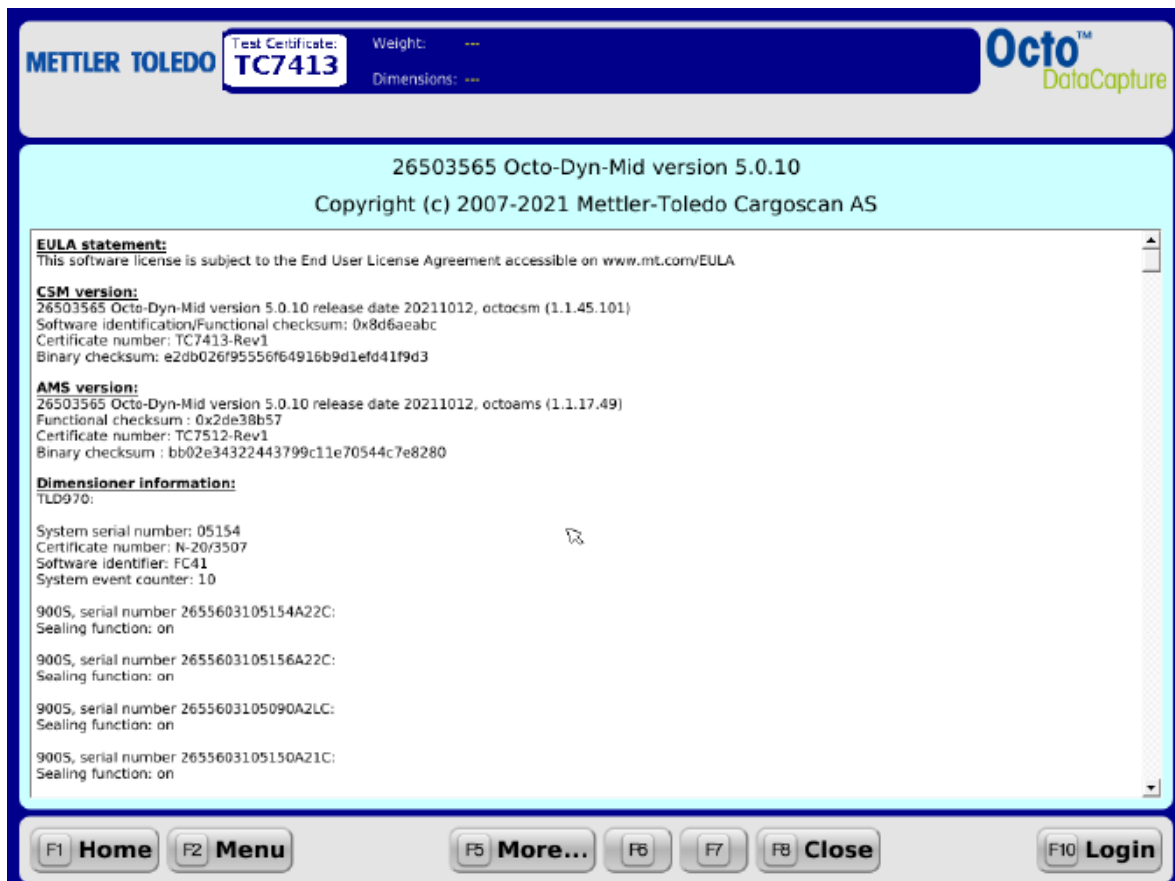 METTLER TOLEDO
Test Certificate:
TC7413
Weight: ---
Dimensions: ---
Octo™
DataCapture
26503565 Octo-Dyn-Mid version 5.0.10
Copyright (c) 2007-2021 Mettler-Toledo Cargoscan AS
EULA statement:
This software license is subject to the End User License Agreement accessible on www.mt.com/EULA
CSM version:
26503565 Octo-Dyn-Mid version 5.0.10 release date 20211012, octocsm (1.1.45.101)
Software identification/Functional checksum: 0x8d6aeabc
Certificate number: TC7413-Rev1
Binary checksum: e2db026f95556f64916b9d1efd41f9d3
AMS version:
26503565 Octo-Dyn-Mid version 5.0.10 release date 20211012, octoams (1.1.17.49)
Functional checksum : 0x2de38b57
Certificate number: TC7512-Rev1
Binary checksum : bb02e34322443799c11e70544c7e8280
Dimensioner information:
TLD970:
System serial number: 05154
Certificate number: N-20/3507
Software identifier: FC41
System event counter: 10
900S, serial number 2655603105154A22C:
Sealing function: on
900S, serial number 2655603105156A22C:
Sealing function: on
900S, serial number 2655603105090A2LC:
Sealing function: on
900S, serial number 2655603105150A21C:
Sealing function: on
F1 Home F2 Menu F5 More... F6 F7 F8 Close F10 Login